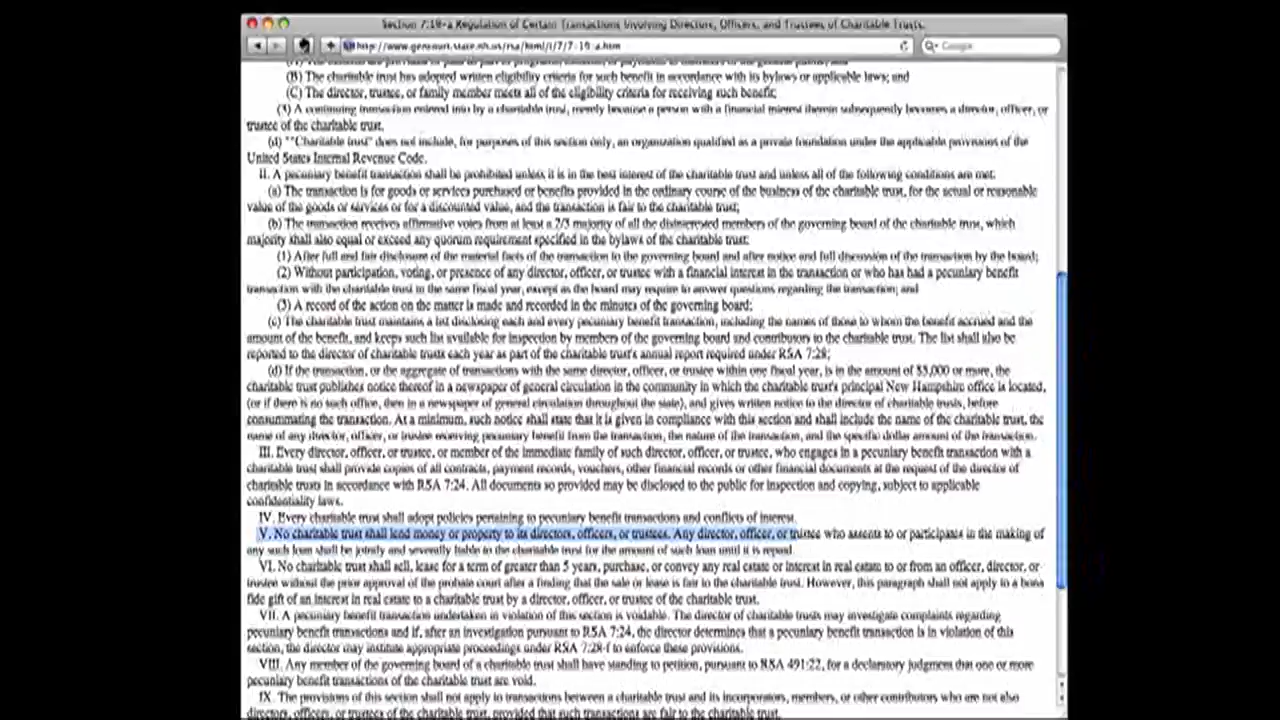 Section 7:19-a Regulation of Certain Transactions Involving Directors, Officers, and Trustees of Charitable Trusts.
http://www.gencourt.state.nh.us/rsa/html/I/7/7-19-a.htm
Google
(B) The charitable trust has adopted written eligibility criteria for such benefit in accordance with its bylaws or applicable laws; and
(C) The director, trustee, or family member meets all of the eligibility criteria for receiving such benefit;
(3) A continuing transaction entered into by a charitable trust, merely because a person with a financial interest therein subsequently becomes a director, officer, or
trustee of the charitable trust.
(d) "Charitable trust" does not include, for purposes of this section only, an organization qualified as a private foundation under the applicable provisions of the
United States Internal Revenue Code.
II. A pecuniary benefit transaction shall be prohibited unless it is in the best interest of the charitable trust and unless all of the following conditions are met:
(a) The transaction is for goods or services purchased or benefits provided in the ordinary course of the business of the charitable trust, for the actual or reasonable
value of the goods or services or for a discounted value, and the transaction is fair to the charitable trust;
(b) The transaction receives affirmative votes from at least a 2/3 majority of all the disinterested members of the governing board of the charitable trust, which
majority shall also equal or exceed any quorum requirement specified in the bylaws of the charitable trust:
(1) After full and fair disclosure of the material facts of the transaction to the governing board and after notice and full discussion of the transaction by the board;
(2) Without participation, voting, or presence of any director, officer, or trustee with a financial interest in the transaction or who has had a pecuniary benefit
transaction with the charitable trust in the same fiscal year, except as the board may require to answer questions regarding the transaction; and
(3) A record of the action on the matter is made and recorded in the minutes of the governing board;
(c) The charitable trust maintains a list disclosing each and every pecuniary benefit transaction, including the names of those to whom the benefit accrued and the
amount of the benefit, and keeps such list available for inspection by members of the governing board and contributors to the charitable trust. The list shall also be
reported to the director of charitable trusts each year as part of the charitable trust's annual report required under RSA 7:28;
(d) If the transaction, or the aggregate of transactions with the same director, officer, or trustee within one fiscal year, is in the amount of $5,000 or more, the
charitable trust publishes notice thereof in a newspaper of general circulation in the community in which the charitable trust's principal New Hampshire office is located,
(or if there is no such office, then in a newspaper of general circulation throughout the state), and gives written notice to the director of charitable trusts, before
consummating the transaction. At a minimum, such notice shall state that it is given in compliance with this section and shall include the name of the charitable trust, the
name of any director, officer, or trustee receiving pecuniary benefit from the transaction, the nature of the transaction, and the specific dollar amount of the transaction.
III. Every director, officer, or trustee, or member of the immediate family of such director, officer, or trustee, who engages in a pecuniary benefit transaction with a
charitable trust shall provide copies of all contracts, payment records, vouchers, other financial records or other financial documents at the request of the director of
charitable trusts in accordance with RSA 7:24. All documents so provided may be disclosed to the public for inspection and copying, subject to applicable
confidentiality laws.
IV. Every charitable trust shall adopt policies pertaining to pecuniary benefit transactions and conflicts of interest.
V. No charitable trust shall lend money or property to its directors, officers, or trustees. Any director, officer, or trustee who assents to or participates in the making of
any such loan shall be jointly and severally liable to the charitable trust for the amount of such loan until it is repaid.
VI. No charitable trust shall sell, lease for a term of greater than 5 years, purchase, or convey any real estate or interest in real estate to or from an officer, director, or
trustee without the prior approval of the probate court after a finding that the sale or lease is fair to the charitable trust. However, this paragraph shall not apply to a bona
fide gift of an interest in real estate to a charitable trust by a director, officer, or trustee of the charitable trust.
VII. A pecuniary benefit transaction undertaken in violation of this section is voidable. The director of charitable trusts may investigate complaints regarding
pecuniary benefit transactions and if, after an investigation pursuant to RSA 7:24, the director determines that a pecuniary benefit transaction is in violation of this
section, the director may institute appropriate proceedings under RSA 7:28-f to enforce these provisions.
VIII. Any member of the governing board of a charitable trust shall have standing to petition, pursuant to RSA 491:22, for a declaratory judgment that one or more
pecuniary benefit transactions of the charitable trust are void.
IX. The provisions of this section shall not apply to transactions between a charitable trust and its incorporators, members, or other contributors who are not also
directors, officers, or trustees of the charitable trust, provided that such transactions are fair to the charitable trust.